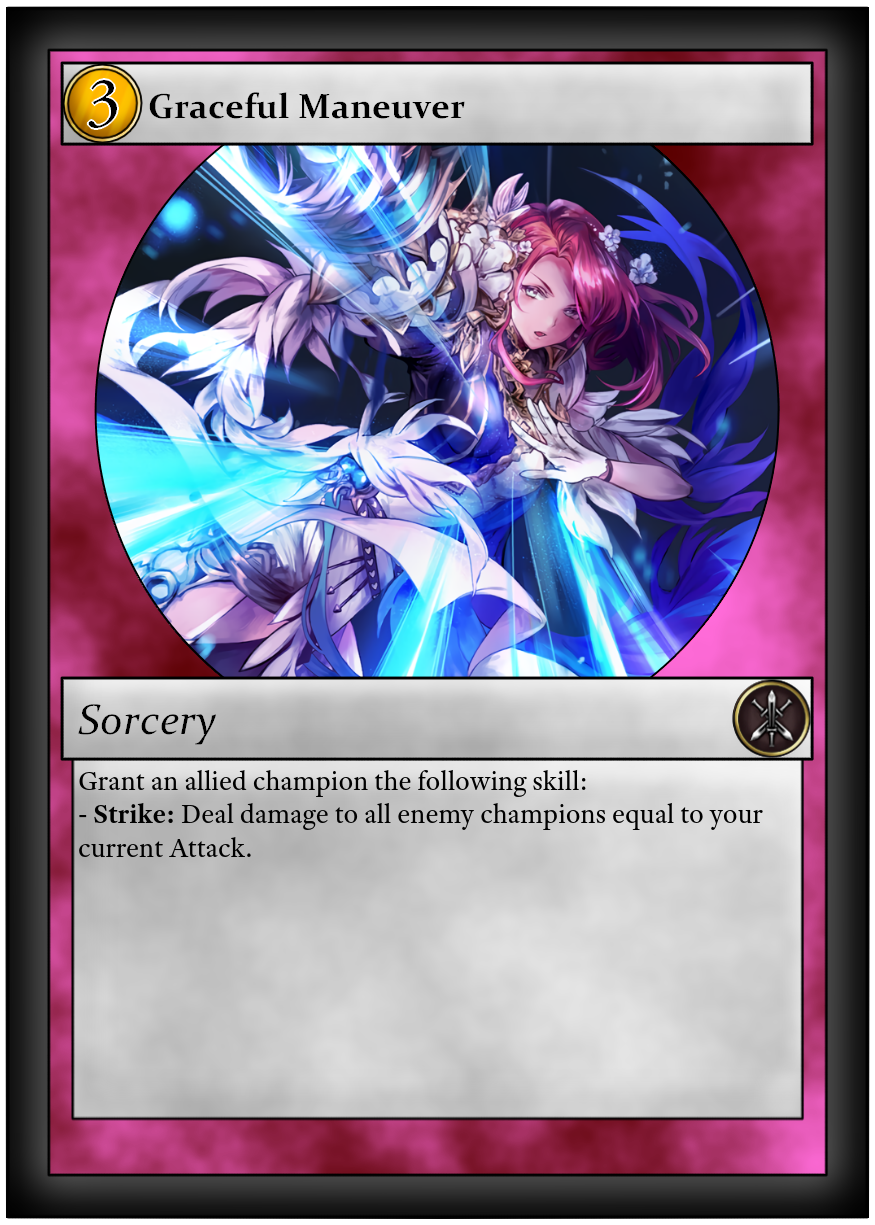 3
Graceful Maneuver
Sorcery
Grant an allied champion the following skill:
- Strike: Deal damage to all enemy champions equal to your
current Attack.